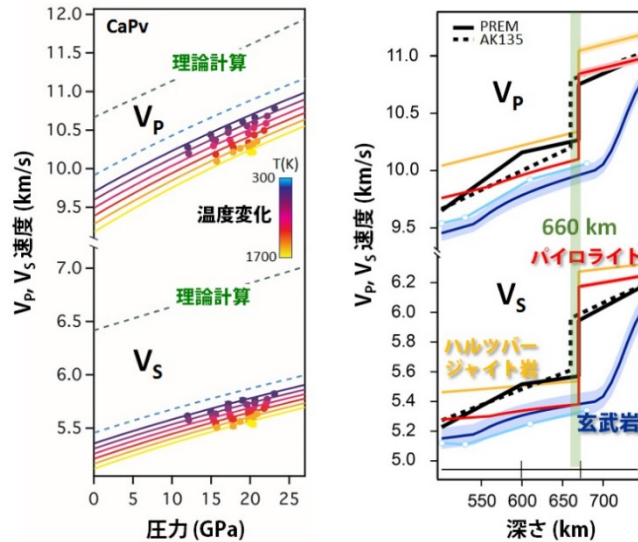 CaPv
12.0
11.5
11.0
10.5
10.0
9.5
7.0
6.5
6.0
5.5
V_P, V_S 速度 (km/s)
理論計算
V_P
T(K)
300
温度変化
1700
理論計算
V_S
0
5
10
15
20
25
圧力 (GPa)
PREM
AK135
11.0
10.5
10.0
9.5
6.2
6.0
5.8
5.6
5.4
5.2
5.0
V_P, V_S 速度 (km/s)
V_P
660 km
パイロライト
V_S
ハルツバー
ジャイト岩
玄武岩
550
600
650
700
深さ (km)